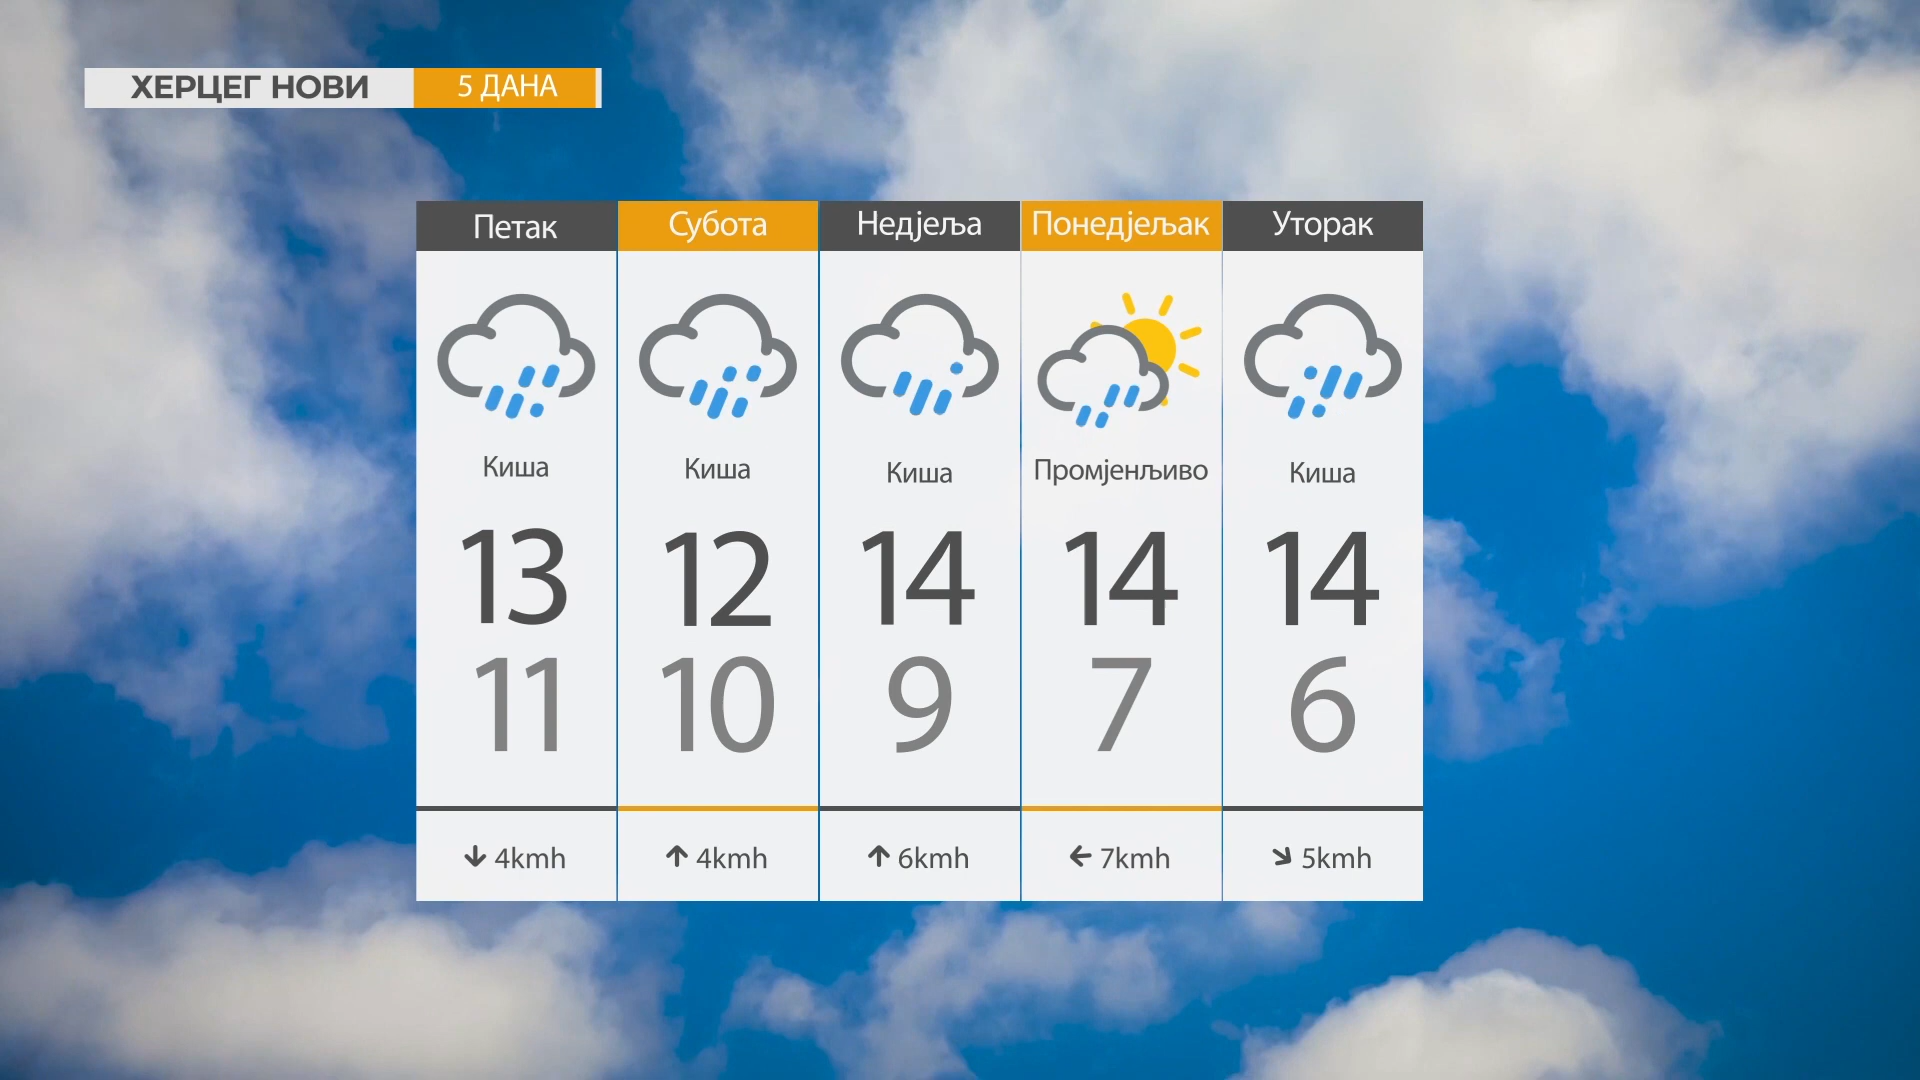 ХЕРЦЕГ НОВИ 5 ДАНА
Петак Субота Недјеља Понедјељак Уторак
Киша Киша Киша Промјенљиво Киша
13 12 14 14 14
11 10 9 7 6
↓ 4kmh ↑ 4kmh ↑ 6kmh ← 7kmh ↘ 5kmh